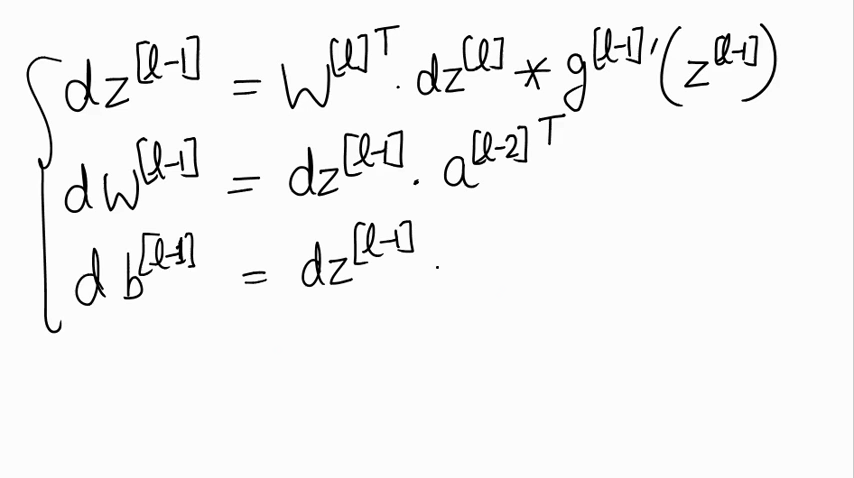 dz^{[l-1]} = W^{[l]T} . dz^{[l]} * g^{[l-1]'}(z^{[l-1]})
dw^{[l-1]} = dz^{[l-1]} . a^{[l-2]T}
db^{[l-1]} = dz^{[l-1]} .